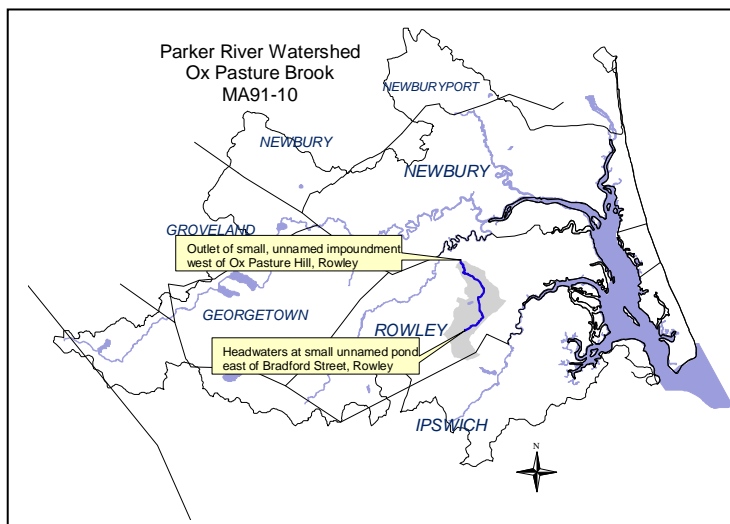 Parker River Watershed
Ox Pasture Brook
MA91-10
NEWBURYPORT
NEWBURY
NEWBURY
GROVELAND
Outlet of small, unnamed impoundment
west of Ox Pasture Hill, Rowley
GEORGETOWN
ROWLEY
Headwaters at small unnamed pond
east of Bradford Street, Rowley
IPSWICH
N